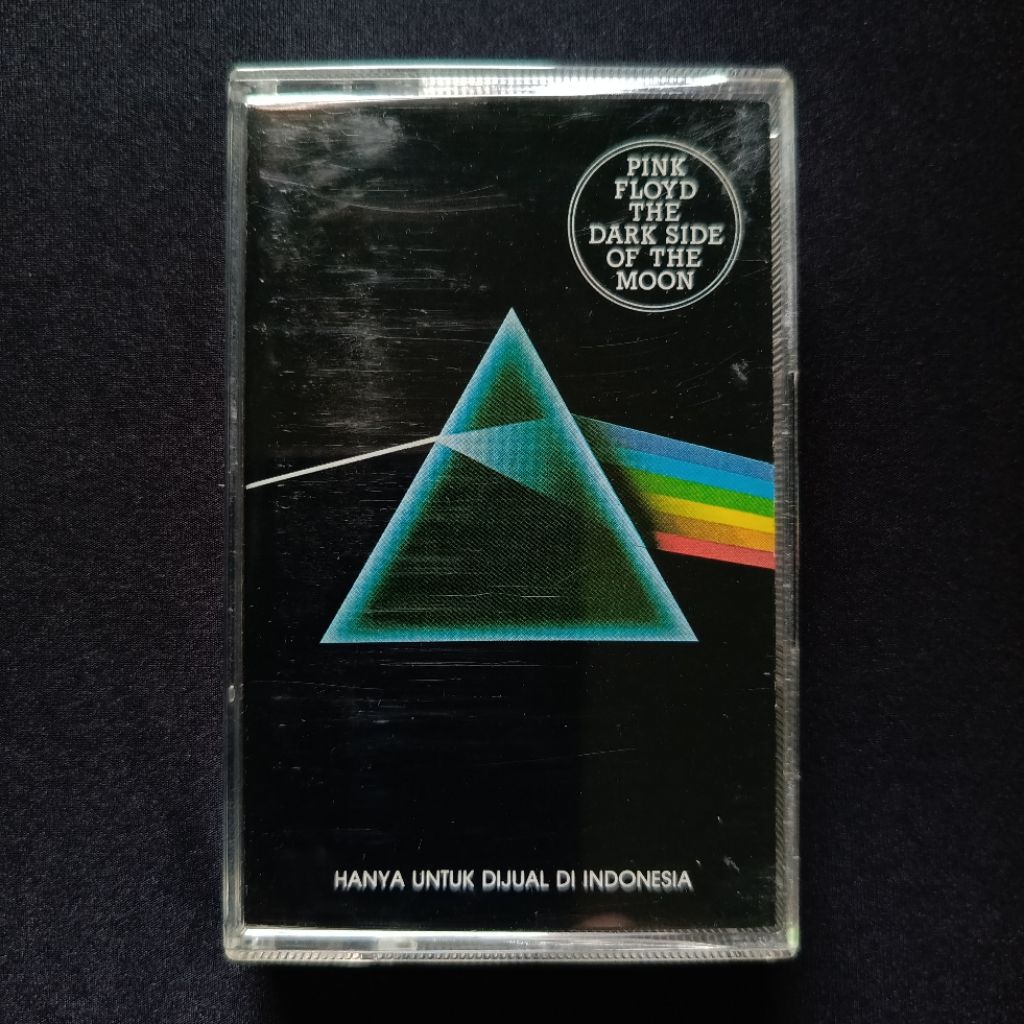 PINK
FLOYD
THE
DARK SIDE
OF THE
MOON
HANYA UNTUK DIJUAL DI INDONESIA